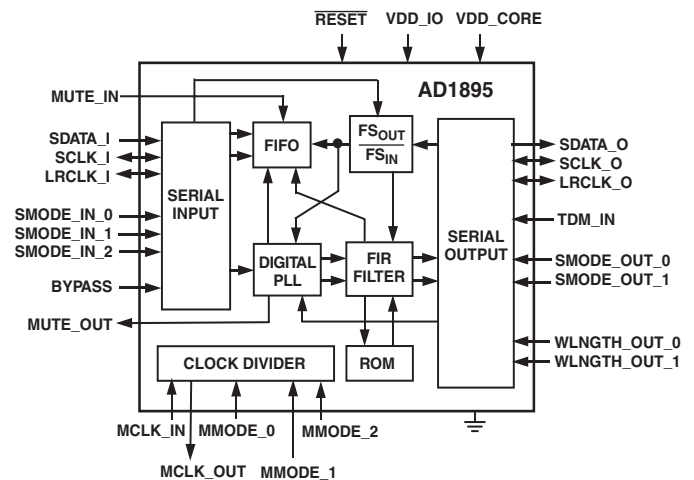 RESET VDD_IO VDD_CORE
AD1895
MUTE_IN
SDATA_I
SCLK_I
LRCLK_I
SMODE_IN_0
SMODE_IN_1
SMODE_IN_2
BYPASS
MUTE_OUT
SERIAL
INPUT
FIFO
FSOUT
FSIN
DIGITAL
PLL
FIR
FILTER
ROM
CLOCK DIVIDER
SERIAL
OUTPUT
SDATA_O
SCLK_O
LRCLK_O
TDM_IN
SMODE_OUT_0
SMODE_OUT_1
WLNGTH_OUT_0
WLNGTH_OUT_1
MCLK_IN MMODE_0 MMODE_2
MCLK_OUT MMODE_1